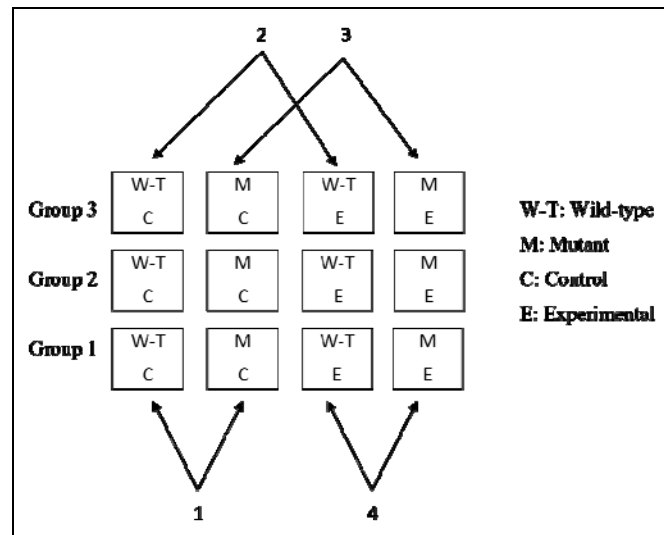 2 3
Group 3 W-T M W-T M
C C E E
Group 2 W-T M W-T M
C C E E
Group 1 W-T M W-T M
C C E E
W-T: Wild-type
M: Mutant
C: Control
E: Experimental
1 4